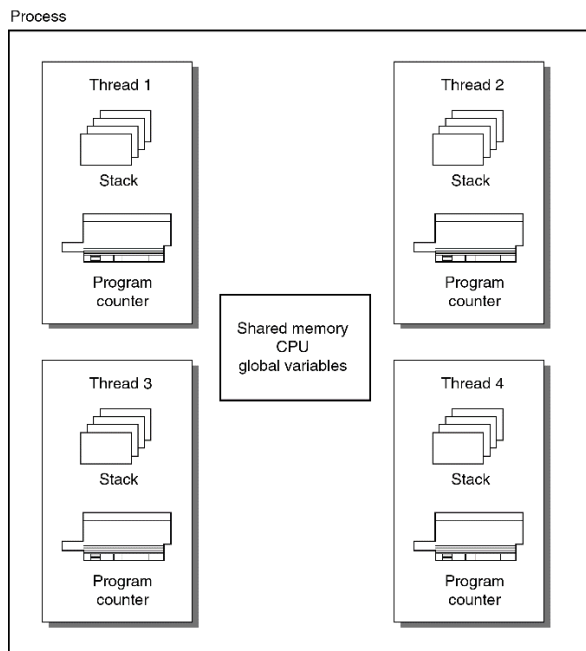 Process
Thread 1
Stack
Program
counter
Thread 2
Stack
Program
counter
Shared memory
CPU
global variables
Thread 3
Stack
Program
counter
Thread 4
Stack
Program
counter